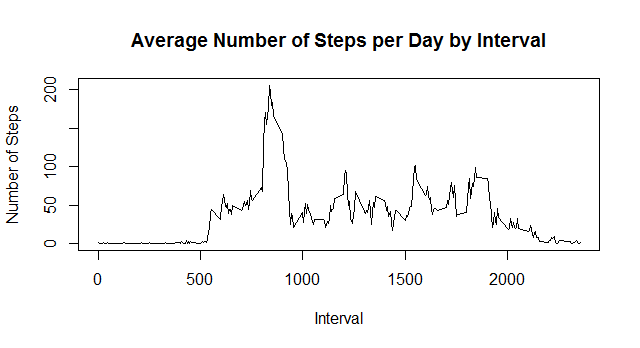 Average Number of Steps per Day by Interval
Number of Steps
200
100
50
0
0 500 1000 1500 2000
Interval